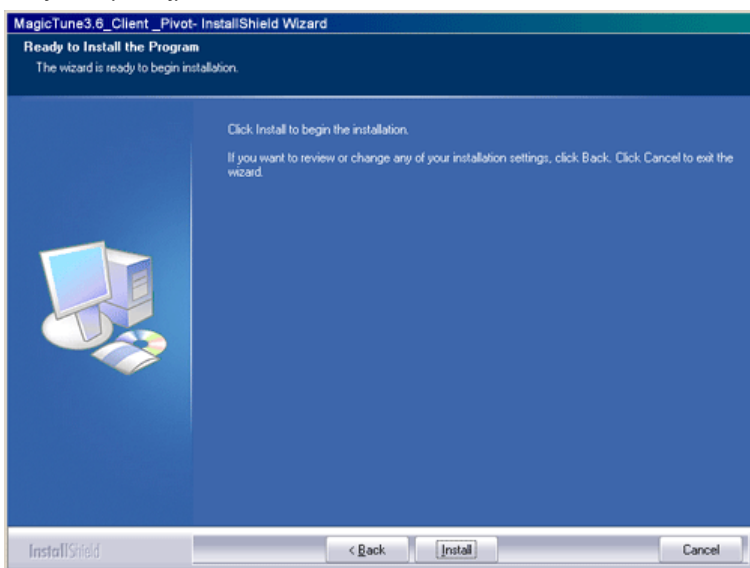 MagicTune3.6_Client _Pivot- InstallShield Wizard
Ready to Install the Program
The wizard is ready to begin installation.
Click Install to begin the installation.
If you want to review or change any of your installation settings, click Back. Click Cancel to exit the
wizard.
InstallShield
< Back
Install
Cancel